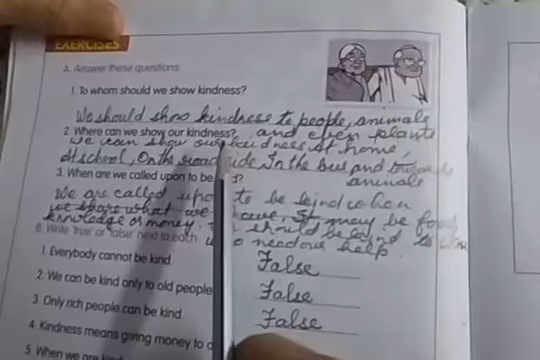 EXERCISES
A. Answer these questions
1. To whom should we show kindness?
We should show kindness to people, animals
2. Where can we show our kindness? and even plants
we can show our kindness At home,
At school, On the road side In the bus and towards
3. When are we called upon to be animals
We are called upon to be kind when
we share what we have. It may be food
knowledge or money. should be kind to
B. Write 'true' or 'false' next to each who need our help.
1. Everybody cannot be kind False
2. We can be kind only to old people False
3. Only rich people can be kind False
4. Kindness means giving money to
5. When we are